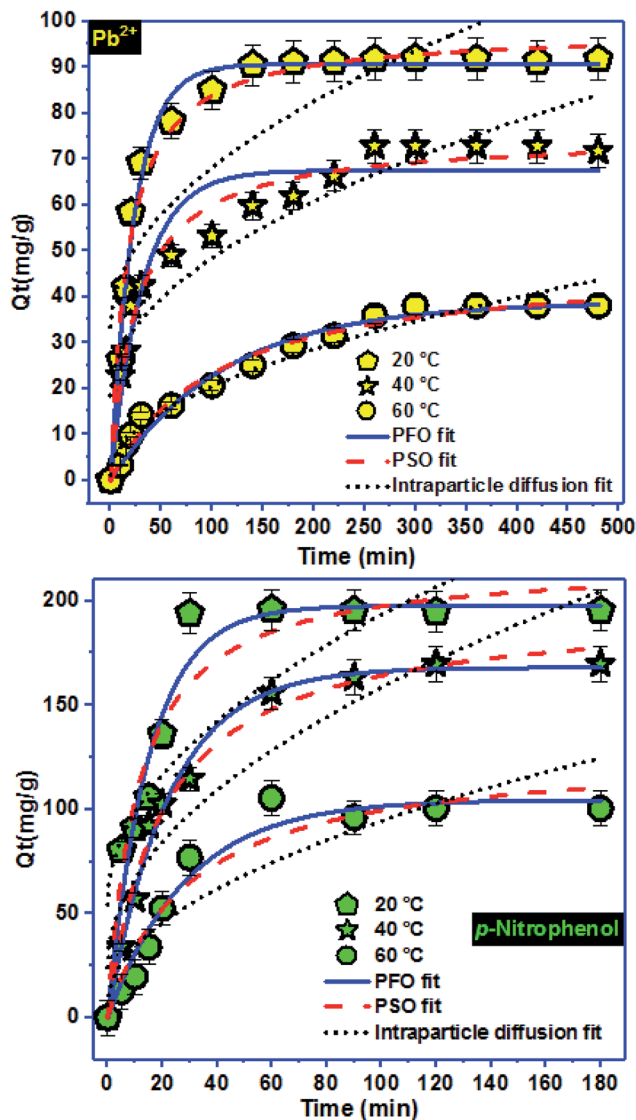 Pb2+
Qt(mg/g)
100
90
80
70
60
50
40
30
20
10
0
20 °C
40 °C
60 °C
PFO fit
PSO fit
Intraparticle diffusion fit
0 50 100 150 200 250 300 350 400 450 500
Time (min)
Qt(mg/g)
200
150
100
50
0
20 °C
40 °C
60 °C
p-Nitrophenol
PFO fit
PSO fit
Intraparticle diffusion fit
0 20 40 60 80 100 120 140 160 180
Time (min)